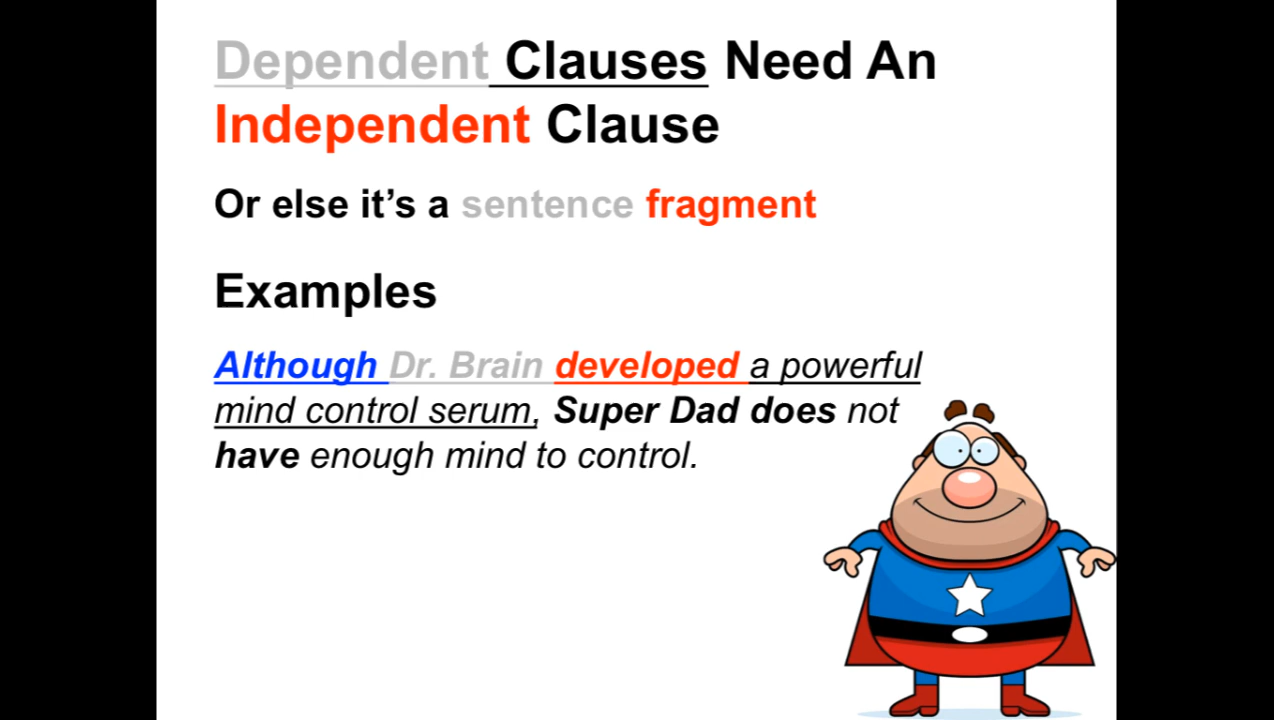 Dependent Clauses Need An
Independent Clause
Or else it’s a sentence fragment
Examples
Although Dr. Brain developed a powerful
mind control serum, Super Dad does not
have enough mind to control.